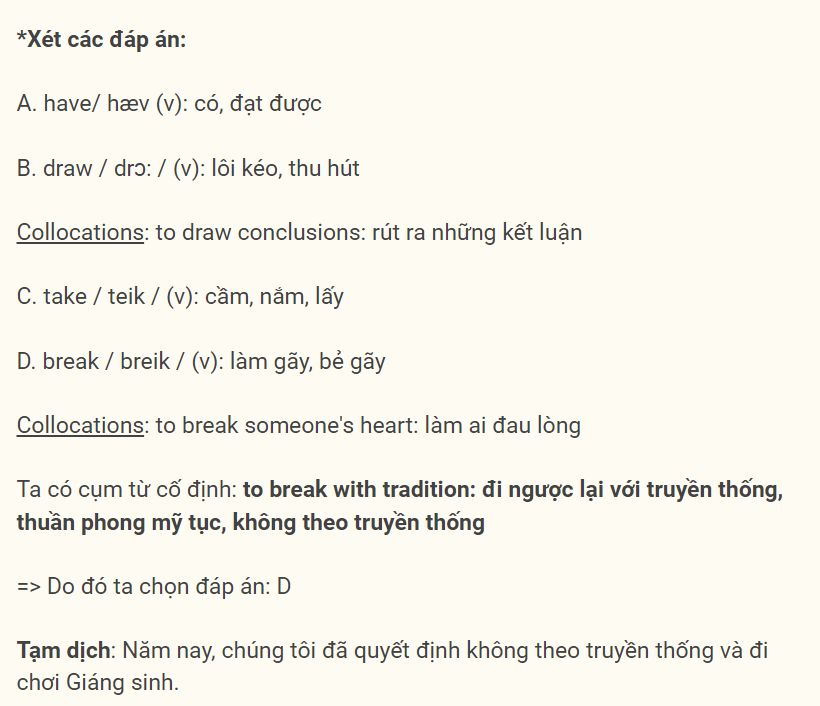 *Xét các đáp án:
A. have/ hæv (v): có, đạt được
B. draw / drɔ: / (v): lôi kéo, thu hút
Collocations: to draw conclusions: rút ra những kết luận
C. take / teik / (v): cầm, nắm, lấy
D. break / breik / (v): làm gãy, bẻ gãy
Collocations: to break someone's heart: làm ai đau lòng
Ta có cụm từ cố định: to break with tradition: đi ngược lại với truyền thống,
thuần phong mỹ tục, không theo truyền thống
=> Do đó ta chọn đáp án: D
Tạm dịch: Năm nay, chúng tôi đã quyết định không theo truyền thống và đi
chơi Giáng sinh.